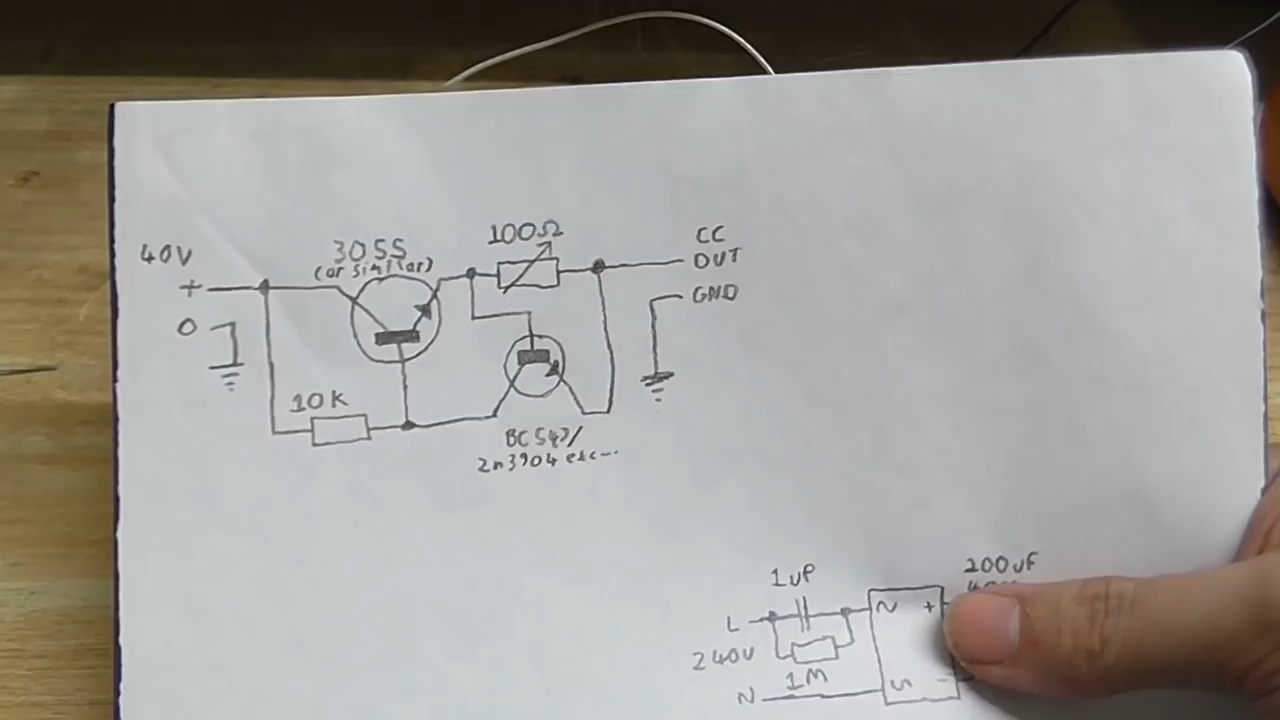 40V
+
0
3055
(or similar)
100Ω
CC
OUT
GND
10K
BC547/
2n3904 etc...
1uF
L
240V
N
1M
~ +
~ -
200uF